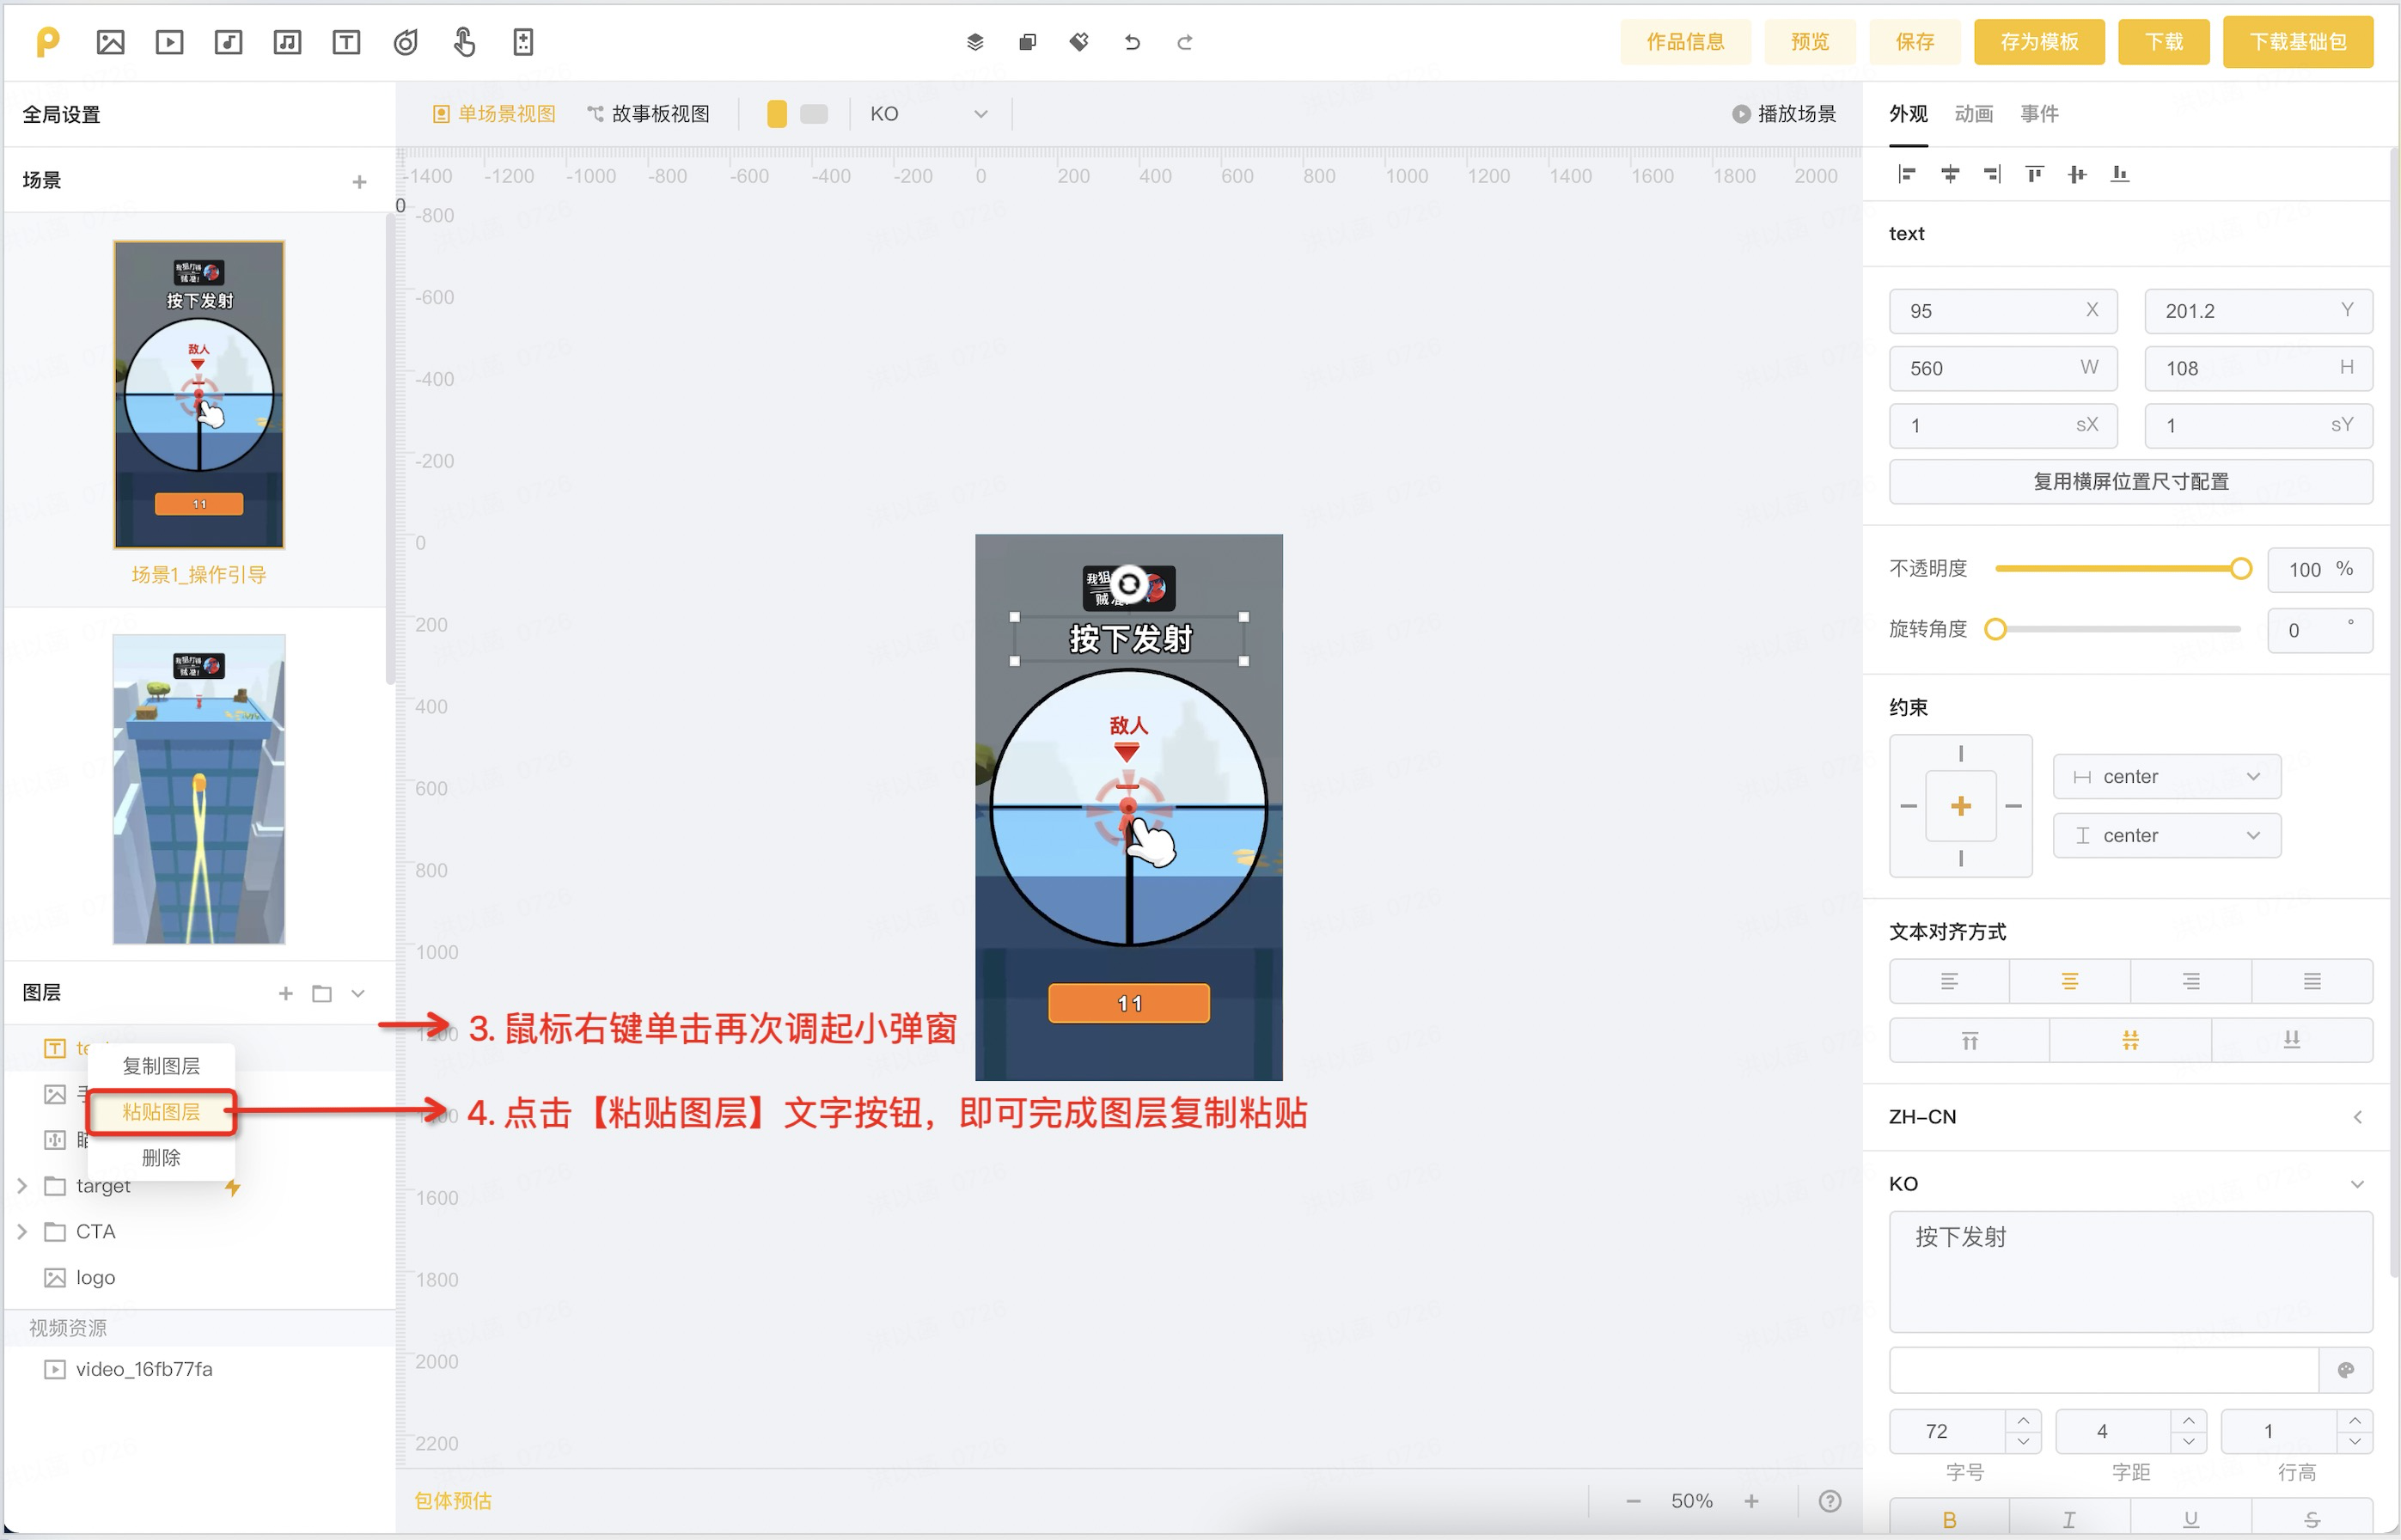 作品信息
预览
保存
存为模板
下载
下载基础包
全局设置
单场景视图
故事板视图
KO
播放场景
外观
动画
事件
场景
-1400 -1200 -1000 -800 -600 -400 -200 0 200 400 600 800 1000 1200 1400 1600 1800 2000
0
-800
-600
-400
-200
0
200
400
600
800
1000
1200
1600
1800
2000
2200
按下发射
敌人
11
场景1_操作引导
图层
复制图层
粘贴图层
删除
target
CTA
logo
视频资源
video_16fb77fa
按下发射
敌人
11
3. 鼠标右键单击再次调起小弹窗
4. 点击【粘贴图层】文字按钮，即可完成图层复制粘贴
包体预估
50%
text
95 X
201.2 Y
560 W
108 H
1 sX
1 sY
复用横屏位置尺寸配置
不透明度
100 %
旋转角度
0 °
约束
center
center
文本对齐方式
ZH-CN
KO
按下发射
72
4
1
字号
字距
行高
B
I
U
S